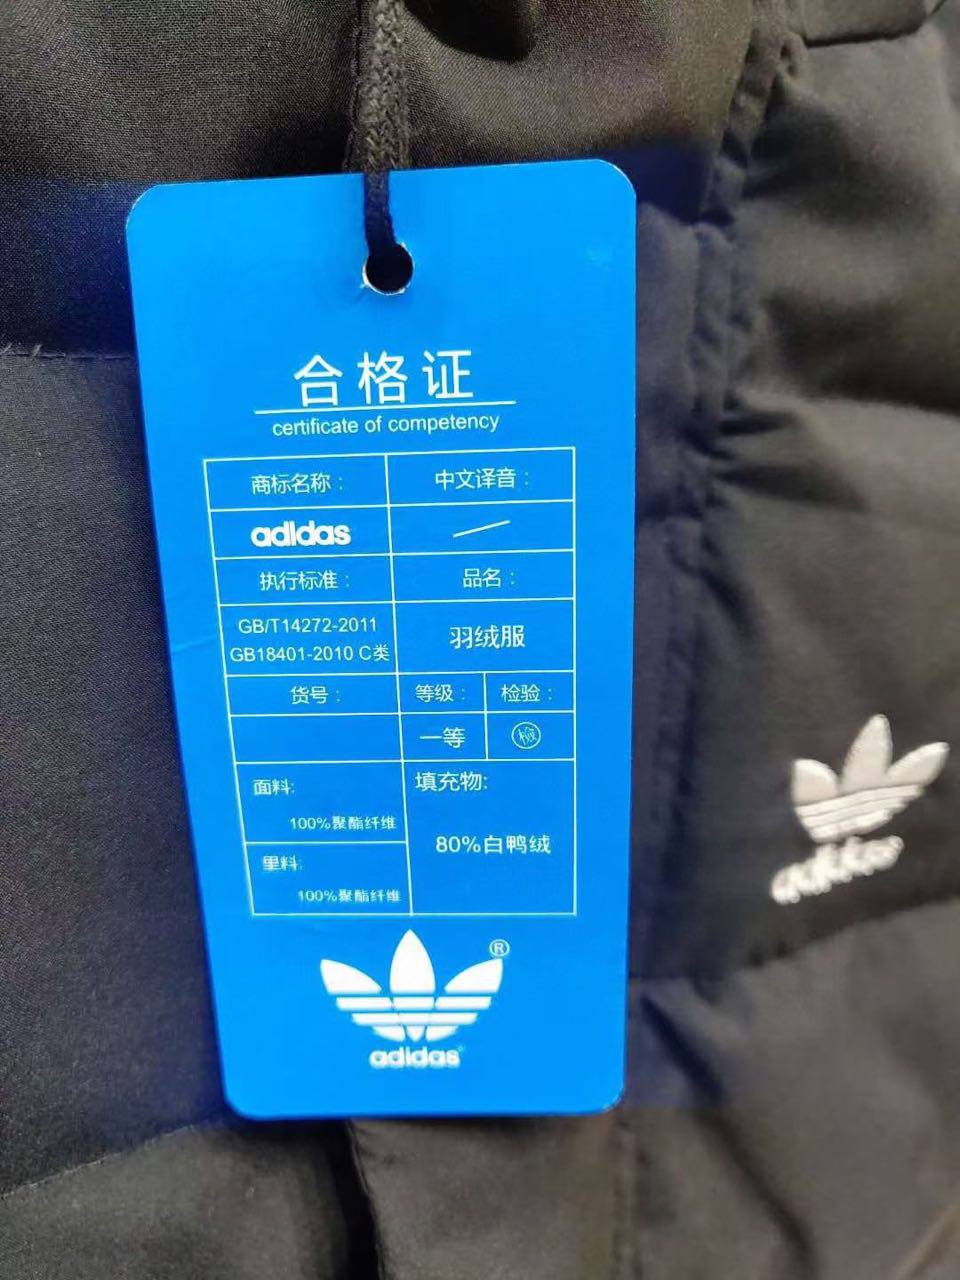 合格证
certificate of competency
商标名称：
中文译音：
adidas
执行标准：
品名：
GB/T14272-2011
GB18401-2010 C类
羽绒服
货号：
等级：
检验：
一等
檢
面料:
100%聚酯纤维
填充物:
80%白鸭绒
里料:
100%聚酯纤维
®
adidas
adidas